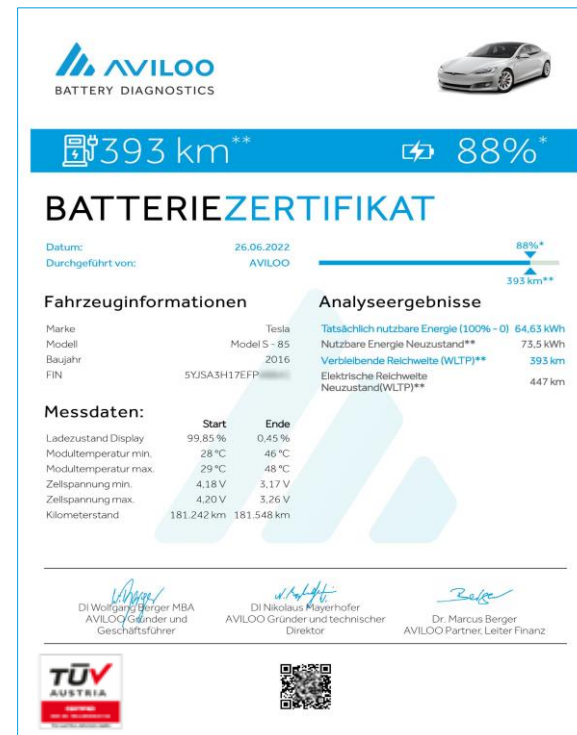 AVILOO
BATTERY DIAGNOSTICS
393 km** 88%*
BATTERIEZERTIFIKAT
Datum: 26.06.2022
Durchgeführt von: AVILOO
88%*
393 km**
Fahrzeuginformationen
Marke Tesla
Modell Model S - 85
Baujahr 2016
FIN 5YJSA3H17EFP
Analyseergebnisse
Tatsächlich nutzbare Energie (100% - 0) 64,63 kWh
Nutzbare Energie Neuzustand** 73,5 kWh
Verbleibende Reichweite (WLTP)** 393 km
Elektrische Reichweite
Neuzustand(WLTP)** 447 km
Messdaten:
Start Ende
Ladezustand Display 99,85 % 0,45 %
Modultemperatur min. 28 °C 46 °C
Modultemperatur max. 29 °C 48 °C
Zellspannung min. 4,18 V 3,17 V
Zellspannung max. 4,20 V 3,26 V
Kilometerstand 181.242 km 181.548 km
DI Wolfgang Berger MBA
AVILOO Gründer und
Geschäftsführer
DI Nikolaus Mayerhofer
AVILOO Gründer und technischer
Direktor
Dr. Marcus Berger
AVILOO Partner, Leiter Finanz
TÜV
AUSTRIA